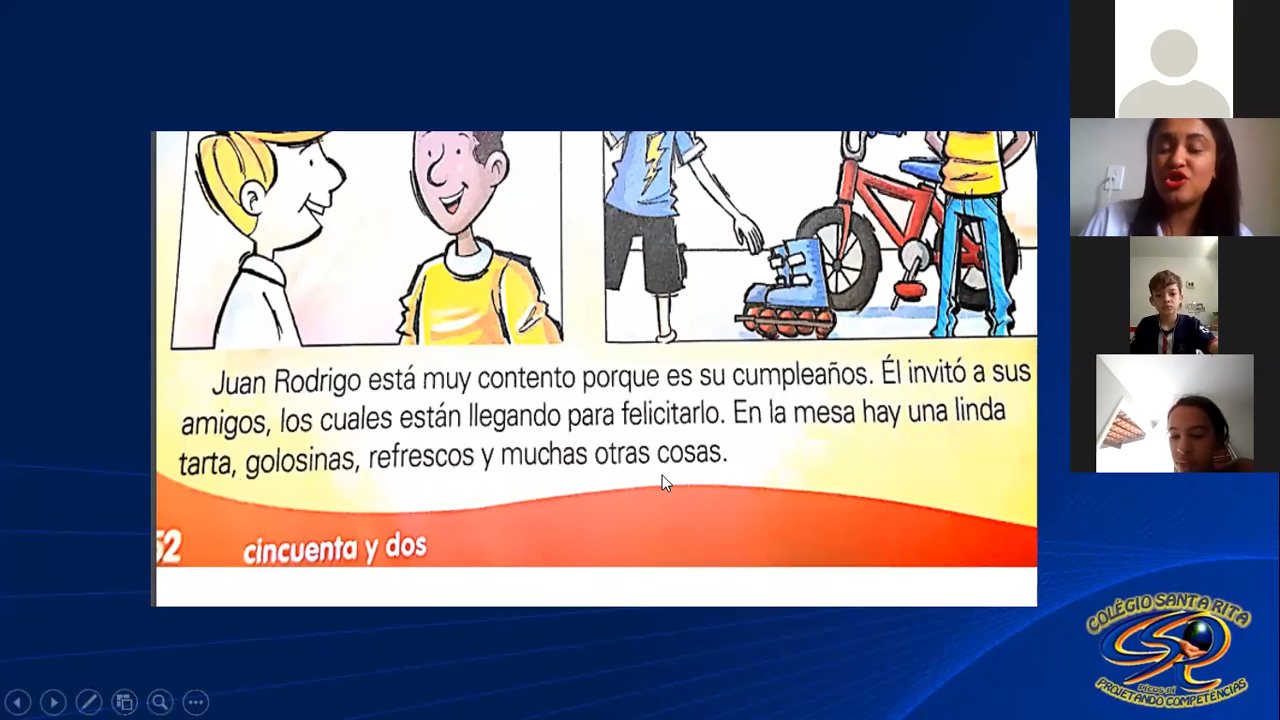 Juan Rodrigo está muy contento porque es su cumpleaños. Él invitó a sus
amigos, los cuales están llegando para felicitarlo. En la mesa hay una linda
tarta, golosinas, refrescos y muchas otras cosas.
52 cincuenta y dos
COLÉGIO SANTA RITA
PICOS PI
PROJETANDO COMPETÊNCIAS